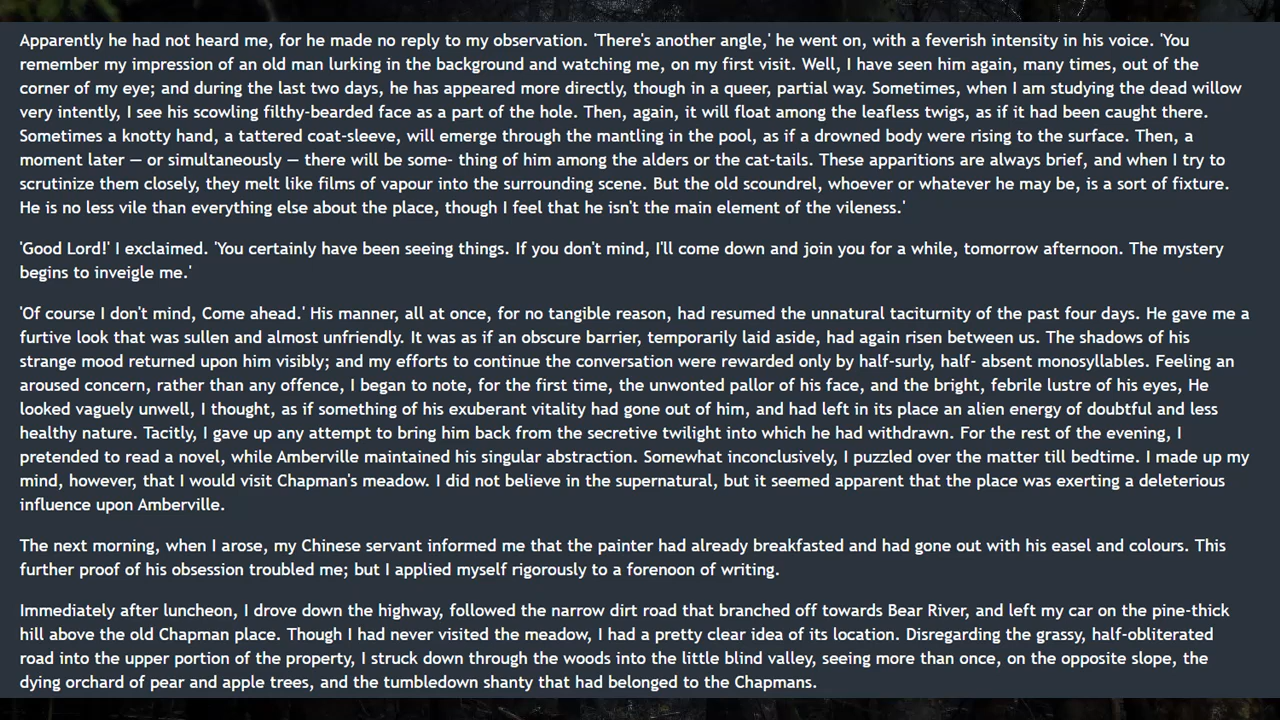 Apparently he had not heard me, for he made no reply to my observation. 'There's another angle,' he went on, with a feverish intensity in his voice. 'You
remember my impression of an old man lurking in the background and watching me, on my first visit. Well, I have seen him again, many times, out of the
corner of my eye; and during the last two days, he has appeared more directly, though in a queer, partial way. Sometimes, when I am studying the dead willow
very intently, I see his scowling filthy-bearded face as a part of the hole. Then, again, it will float among the leafless twigs, as if it had been caught there.
Sometimes a knotty hand, a tattered coat-sleeve, will emerge through the mantling in the pool, as if a drowned body were rising to the surface. Then, a
moment later — or simultaneously — there will be some- thing of him among the alders or the cat-tails. These apparitions are always brief, and when I try to
scrutinize them closely, they melt like films of vapour into the surrounding scene. But the old scoundrel, whoever or whatever he may be, is a sort of fixture.
He is no less vile than everything else about the place, though I feel that he isn't the main element of the vileness.'
'Good Lord!' I exclaimed. 'You certainly have been seeing things. If you don't mind, I'll come down and join you for a while, tomorrow afternoon. The mystery
begins to inveigle me.'
'Of course I don't mind, Come ahead.' His manner, all at once, for no tangible reason, had resumed the unnatural taciturnity of the past four days. He gave me a
furtive look that was sullen and almost unfriendly. It was as if an obscure barrier, temporarily laid aside, had again risen between us. The shadows of his
strange mood returned upon him visibly; and my efforts to continue the conversation were rewarded only by half-surly, half- absent monosyllables. Feeling an
aroused concern, rather than any offence, I began to note, for the first time, the unwonted pallor of his face, and the bright, febrile lustre of his eyes, He
looked vaguely unwell, I thought, as if something of his exuberant vitality had gone out of him, and had left in its place an alien energy of doubtful and less
healthy nature. Tacitly, I gave up any attempt to bring him back from the secretive twilight into which he had withdrawn. For the rest of the evening, I
pretended to read a novel, while Amberville maintained his singular abstraction. Somewhat inconclusively, I puzzled over the matter till bedtime. I made up my
mind, however, that I would visit Chapman's meadow. I did not believe in the supernatural, but it seemed apparent that the place was exerting a deleterious
influence upon Amberville.
The next morning, when I arose, my Chinese servant informed me that the painter had already breakfasted and had gone out with his easel and colours. This
further proof of his obsession troubled me; but I applied myself rigorously to a forenoon of writing.
Immediately after luncheon, I drove down the highway, followed the narrow dirt road that branched off towards Bear River, and left my car on the pine-thick
hill above the old Chapman place. Though I had never visited the meadow, I had a pretty clear idea of its location. Disregarding the grassy, half-obliterated
road into the upper portion of the property, I struck down through the woods into the little blind valley, seeing more than once, on the opposite slope, the
dying orchard of pear and apple trees, and the tumbledown shanty that had belonged to the Chapmans.